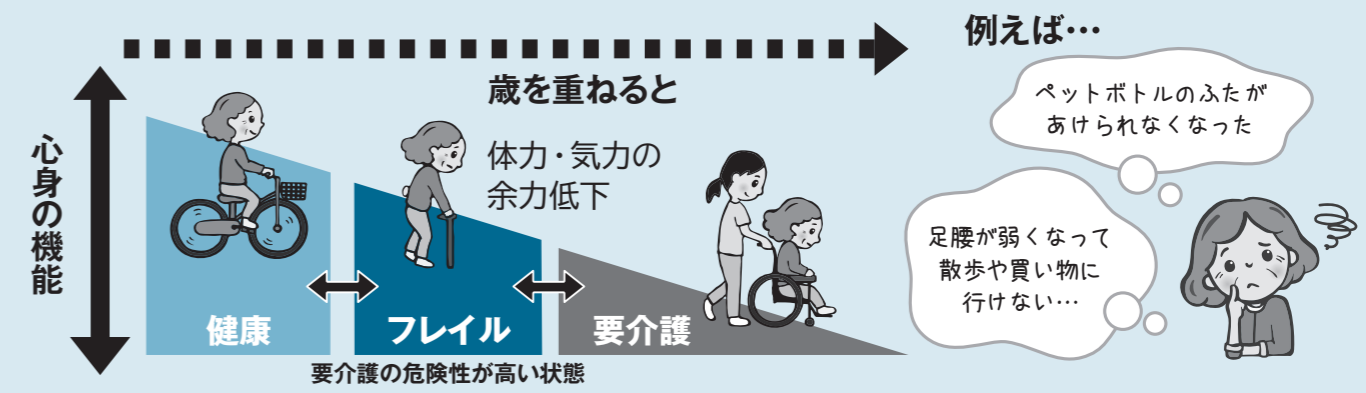 心身の機能
歳を重ねると
体力・気力の
余力低下
健康
フレイル
要介護
要介護の危険性が高い状態
例えば…
ペットボトルのふたが
あけられなくなった
足腰が弱くなって
散歩や買い物に
行けない…